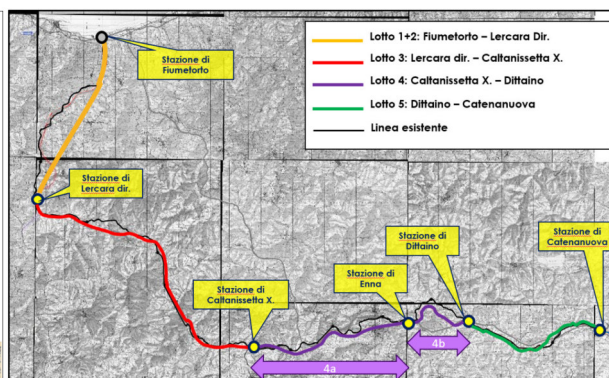 Lotto 1+2: Fiumetorto – Lercara Dir.
Lotto 3: Lercara dir. – Caltanissetta X.
Lotto 4: Caltanissetta X. – Dittaino
Lotto 5: Dittaino – Catenanuova
Linea esistente
Stazione di
Fiumetorto
Stazione di
Lercara dir.
Stazione di
Caltanissetta X.
Stazione di
Enna
Stazione di
Dittaino
Stazione di
Catenanuova
4a
4b